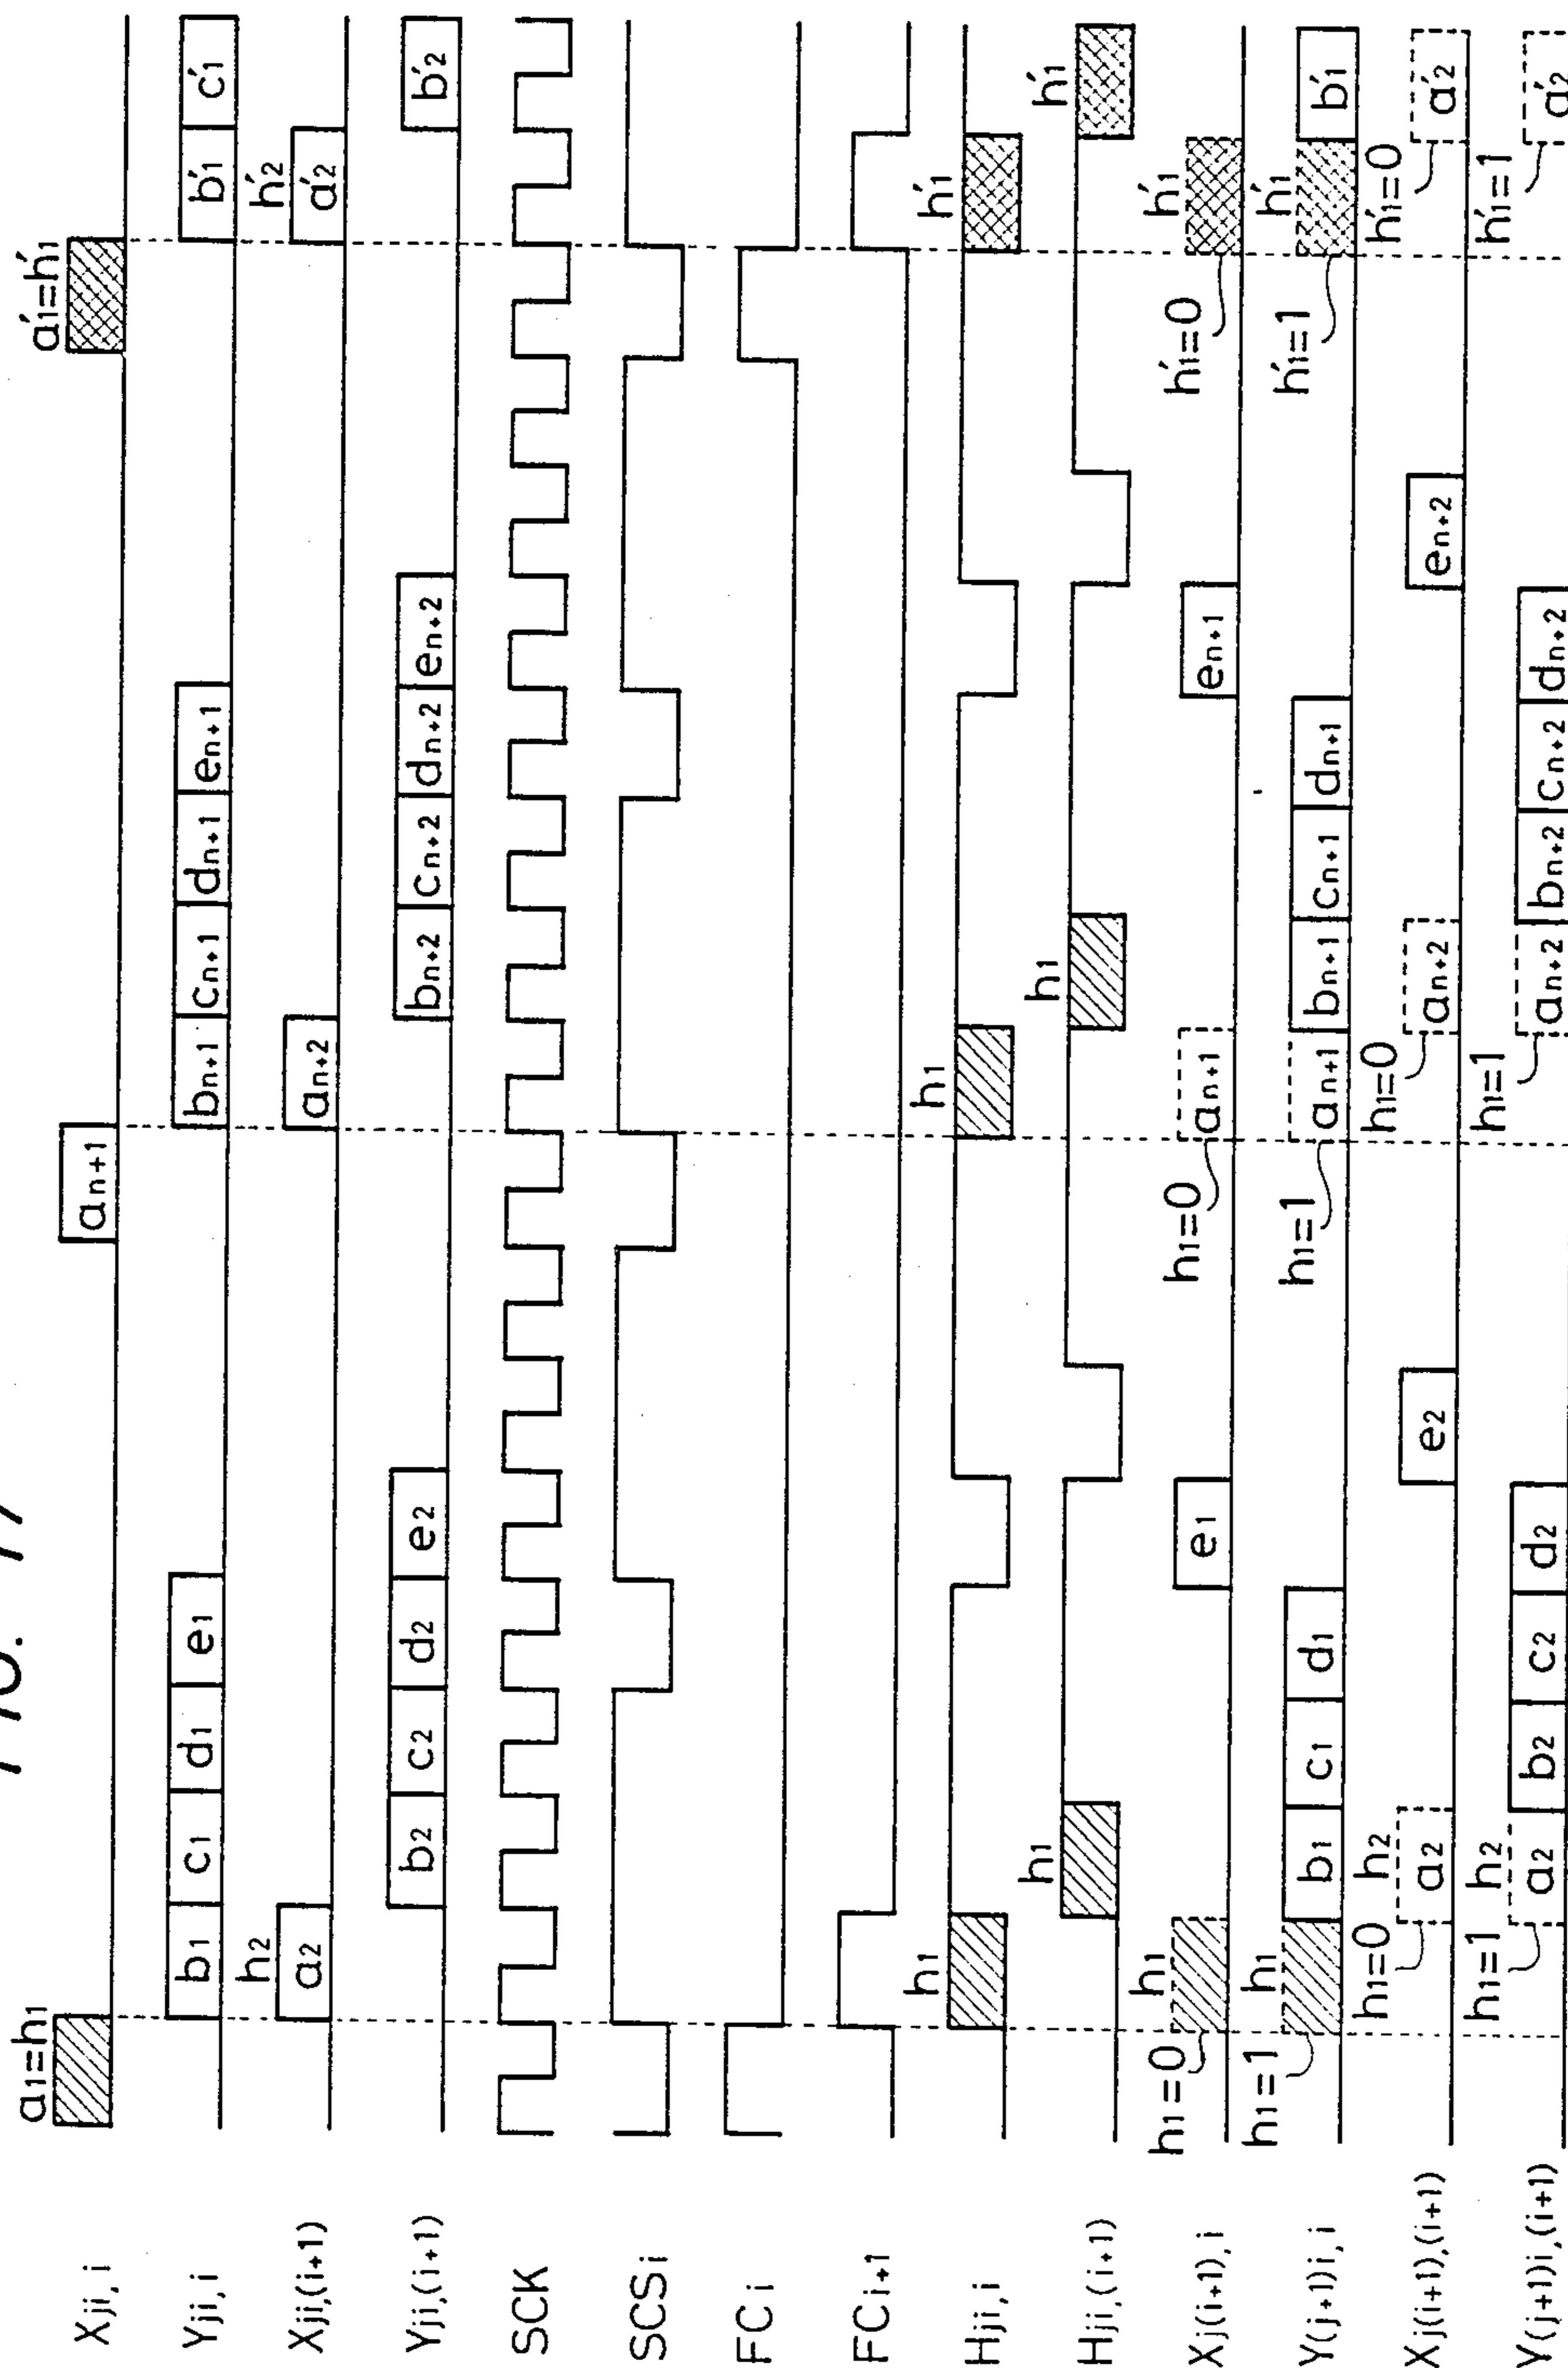 FIG. 17
Xji,i a1=h1 an+1 a'1=h'1
Yji,i b1 c1 d1 e1 bn+1 cn+1 dn+1 en+1 b'1 c'1
Xji,(i+1) h2 a2 an+2 h'2 a'2
Yji,(i+1) b2 c2 d2 e2 bn+2 cn+2 dn+2 en+2 b'2
SCK
SCSi
FCi
FCi+1
Hji,i h1 h1 h'1
Hji,(i+1) h1 h1 h'1
Xj(i+1),i h1=0 h1 e1 h1=0 an+1 en+1 h'1=0 h'1
Y(j+1)i,i h1=1 h1 b1 c1 d1 h1=1 an+1 bn+1 cn+1 dn+1 h'1=1 h'1 b'1
Xj(i+1),(i+1) h1=0 h2 a2 e2 h1=0 an+2 en+2 h'1=0 a'2
Y(j+1)i,(i+1) h1=1 h2 a2 b2 c2 d2 h1=1 an+2 bn+2 cn+2 dn+2 h'1=1 a'2